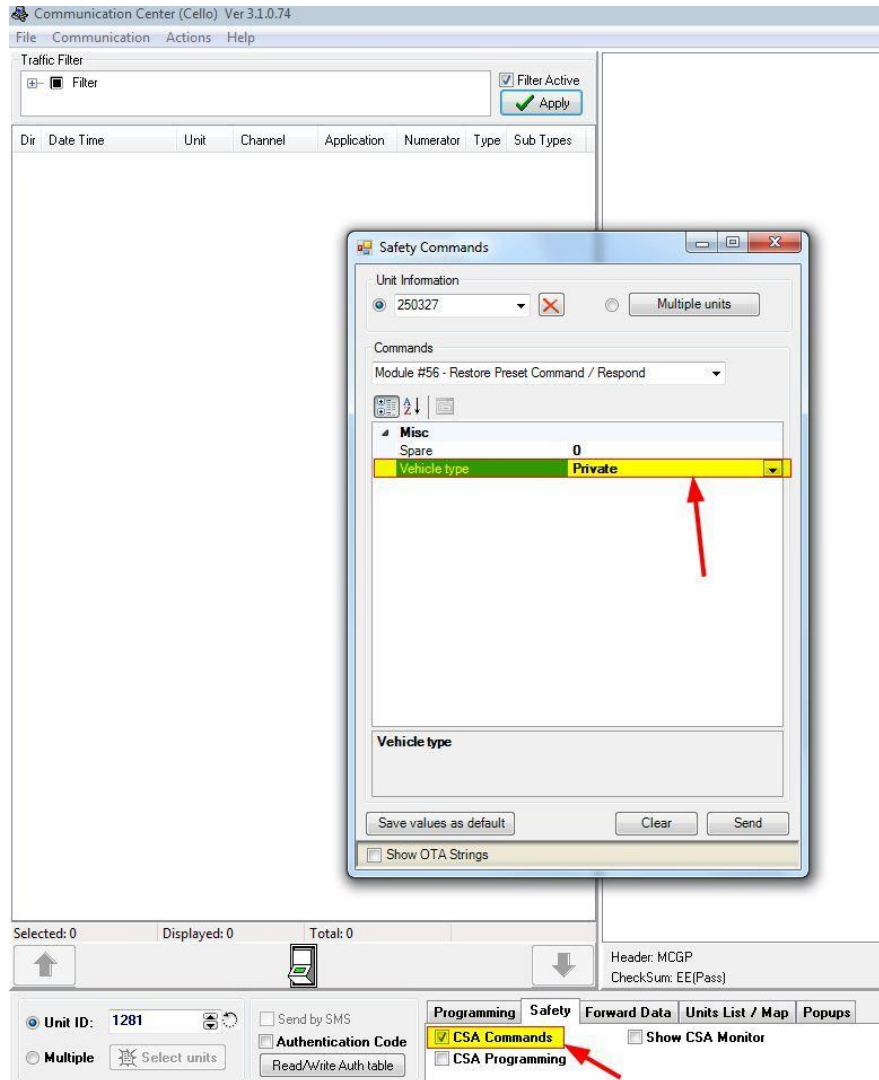 Communication Center (Cello) Ver 3.1.0.74
File Communication Actions Help
Traffic Filter
Filter
Filter Active
Apply
Dir Date Time Unit Channel Application Numerator Type Sub Types
Safety Commands
Unit Information
250327
Multiple units
Commands
Module #56 - Restore Preset Command / Respond
Misc
Spare 0
Vehicle type Private
Vehicle type
Save values as default Clear Send
Show OTA Strings
Selected: 0 Displayed: 0 Total: 0
Header: MCGP
CheckSum: EE(Pass)
Programming Safety Forward Data Units List / Map Popups
Unit ID: 1281 Send by SMS CSA Commands Show CSA Monitor
Authentication Code CSA Programming
Multiple Select units Read/Write Auth table